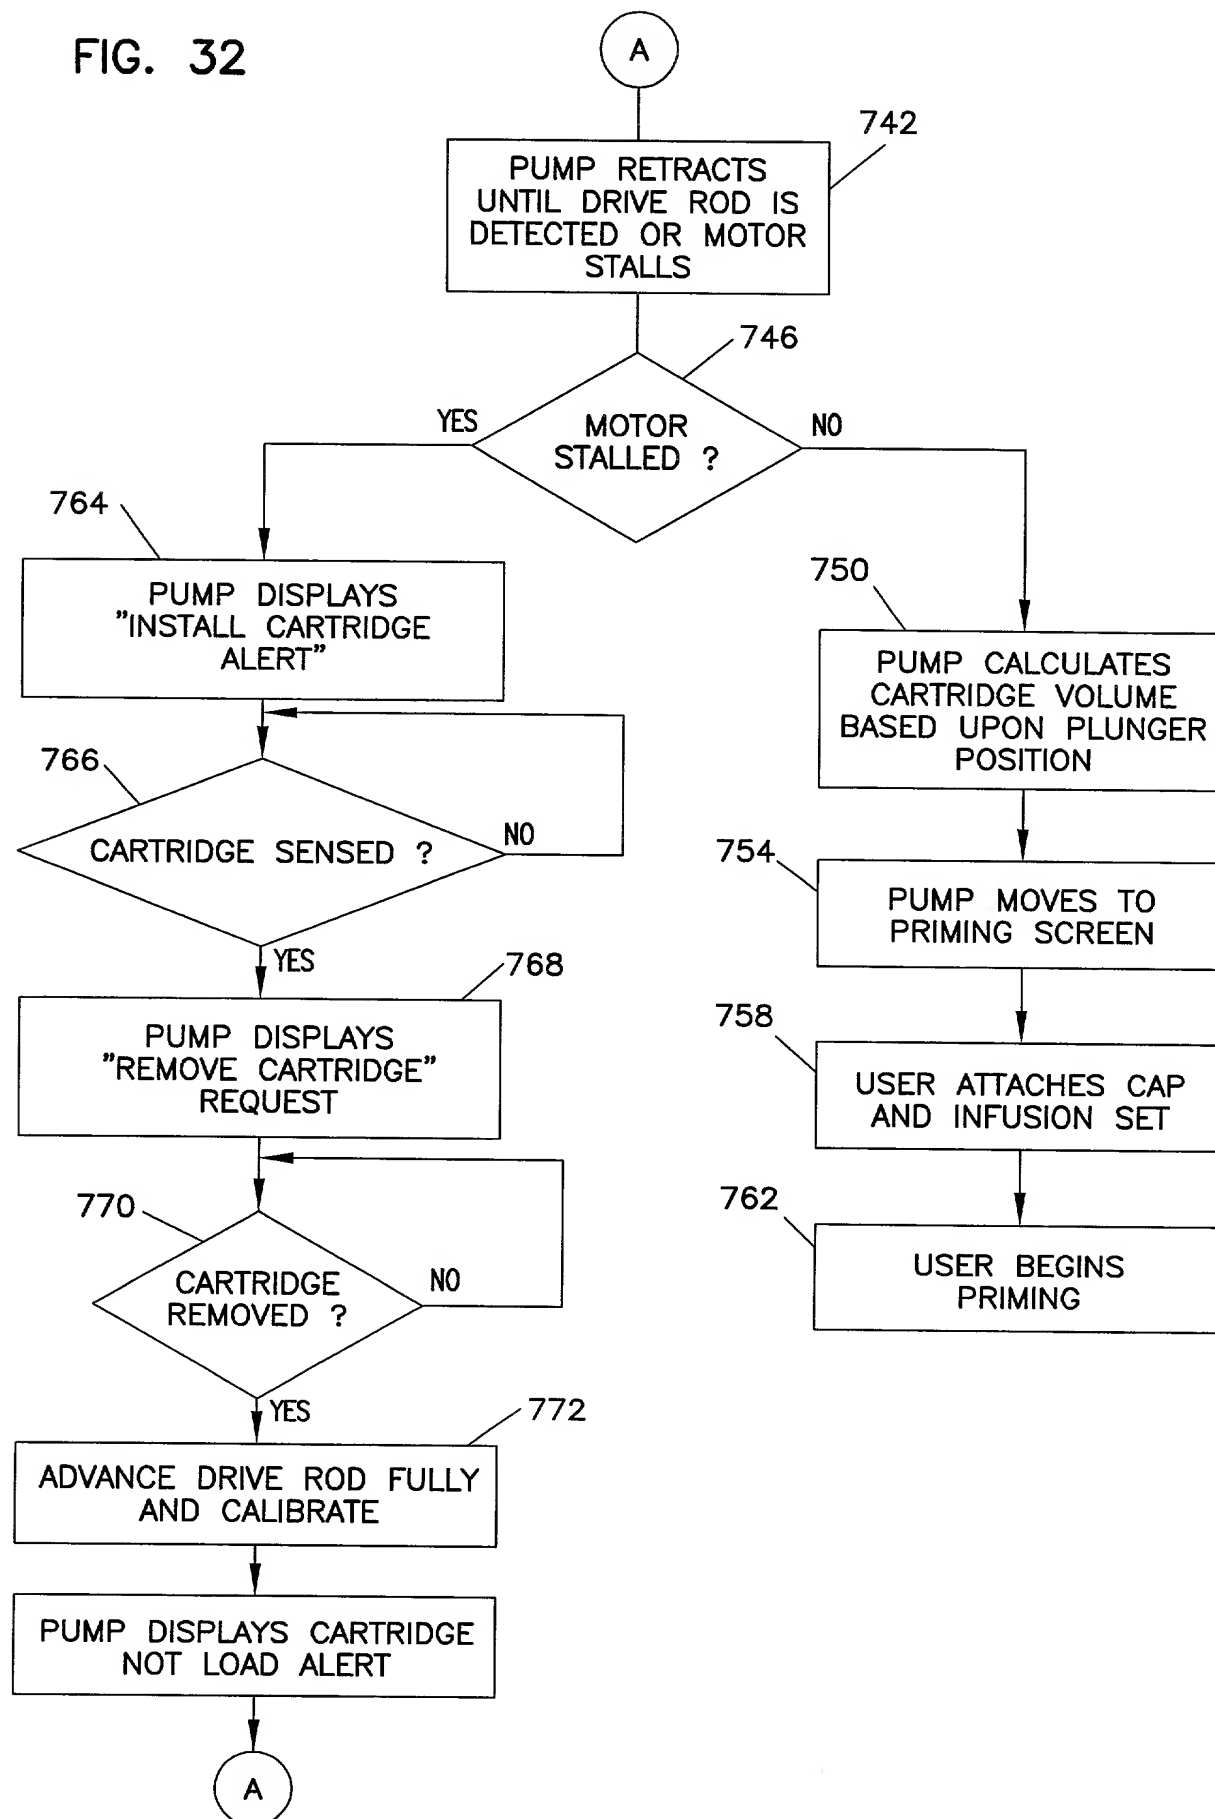 FIG. 32
A
742
PUMP RETRACTS
UNTIL DRIVE ROD IS
DETECTED OR MOTOR
STALLS
746
YES
MOTOR
STALLED ?
NO
764
PUMP DISPLAYS
"INSTALL CARTRIDGE
ALERT"
766
CARTRIDGE SENSED ?
NO
YES
768
PUMP DISPLAYS
"REMOVE CARTRIDGE"
REQUEST
770
CARTRIDGE
REMOVED ?
NO
YES
772
ADVANCE DRIVE ROD FULLY
AND CALIBRATE
PUMP DISPLAYS CARTRIDGE
NOT LOAD ALERT
A
750
PUMP CALCULATES
CARTRIDGE VOLUME
BASED UPON PLUNGER
POSITION
754
PUMP MOVES TO
PRIMING SCREEN
758
USER ATTACHES CAP
AND INFUSION SET
762
USER BEGINS
PRIMING